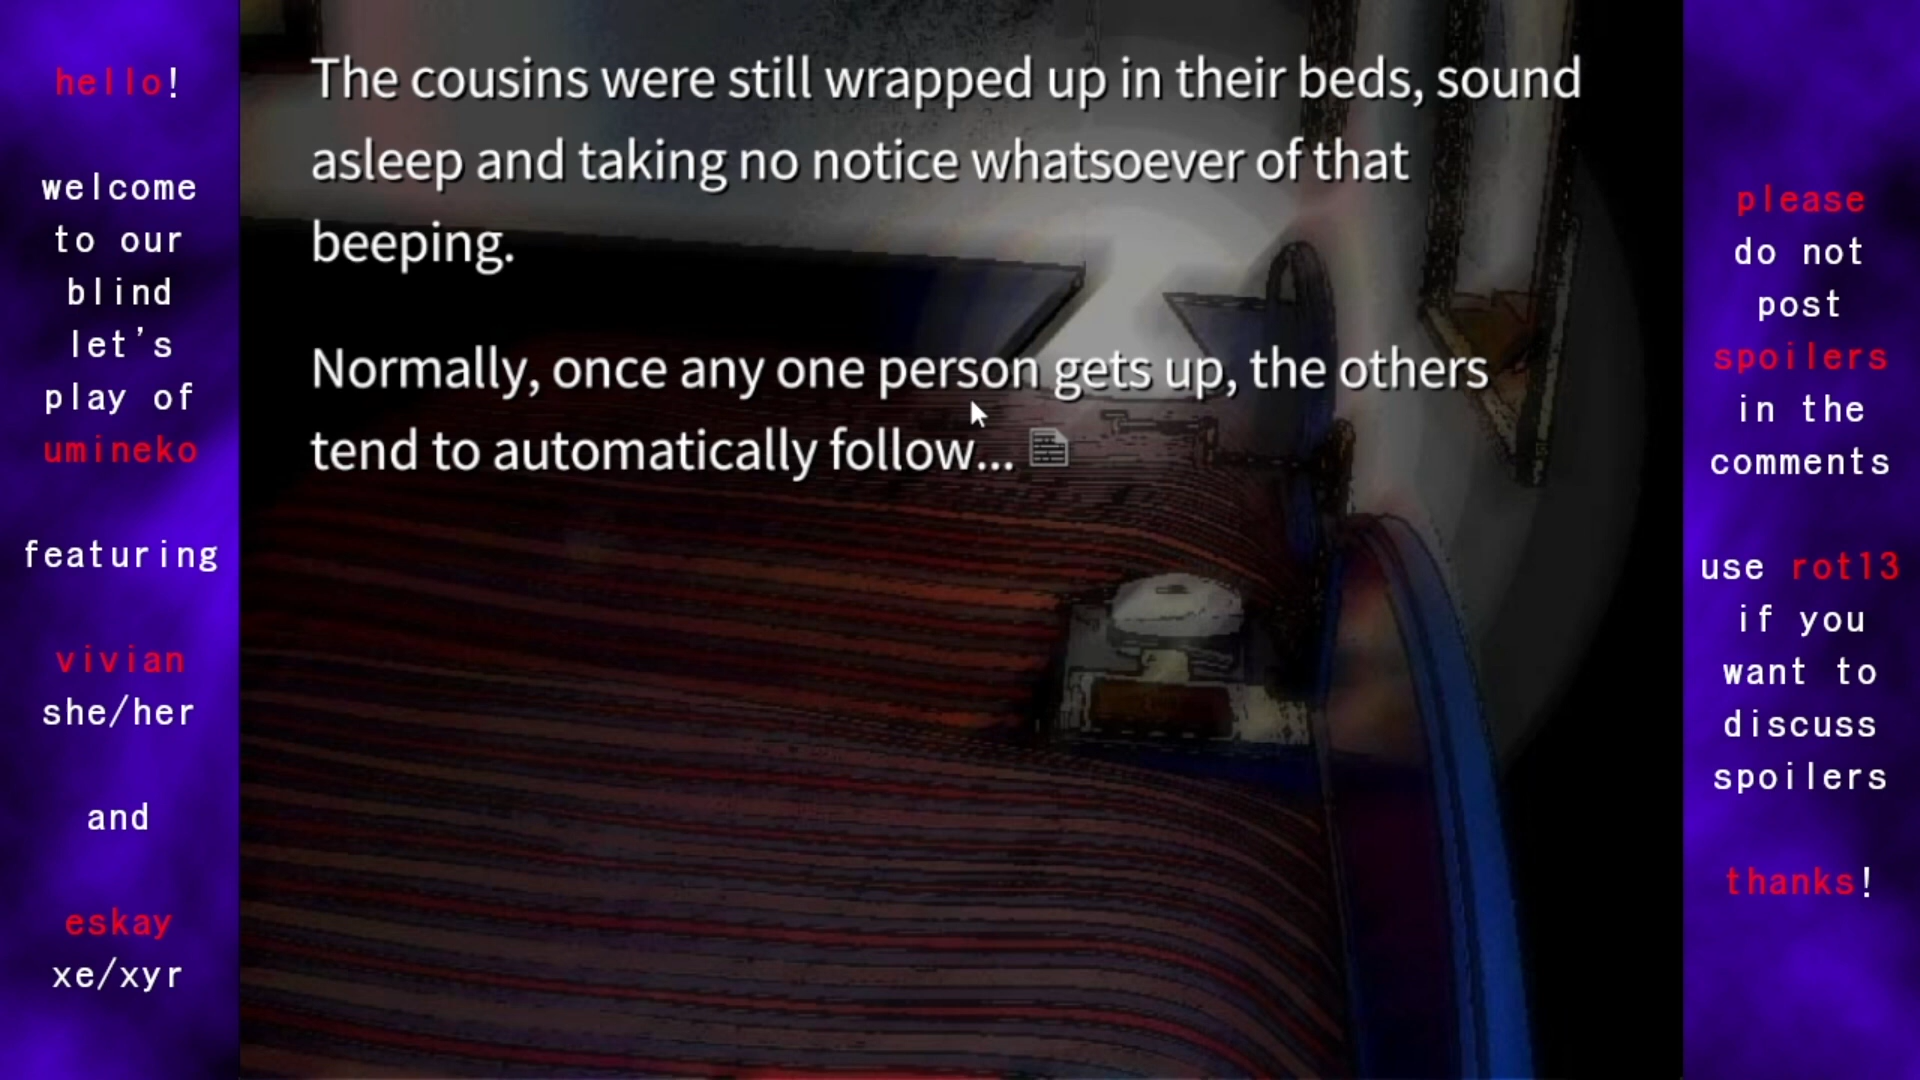 hello!
welcome
to our
blind
let's
play of
umineko
featuring
vivian
she/her
and
eskay
xe/xyr
The cousins were still wrapped up in their beds, sound
asleep and taking no notice whatsoever of that
beeping.
Normally, once any one person gets up, the others
tend to automatically follow...
please
do not
post
spoilers
in the
comments
use rot13
if you
want to
discuss
spoilers
thanks!